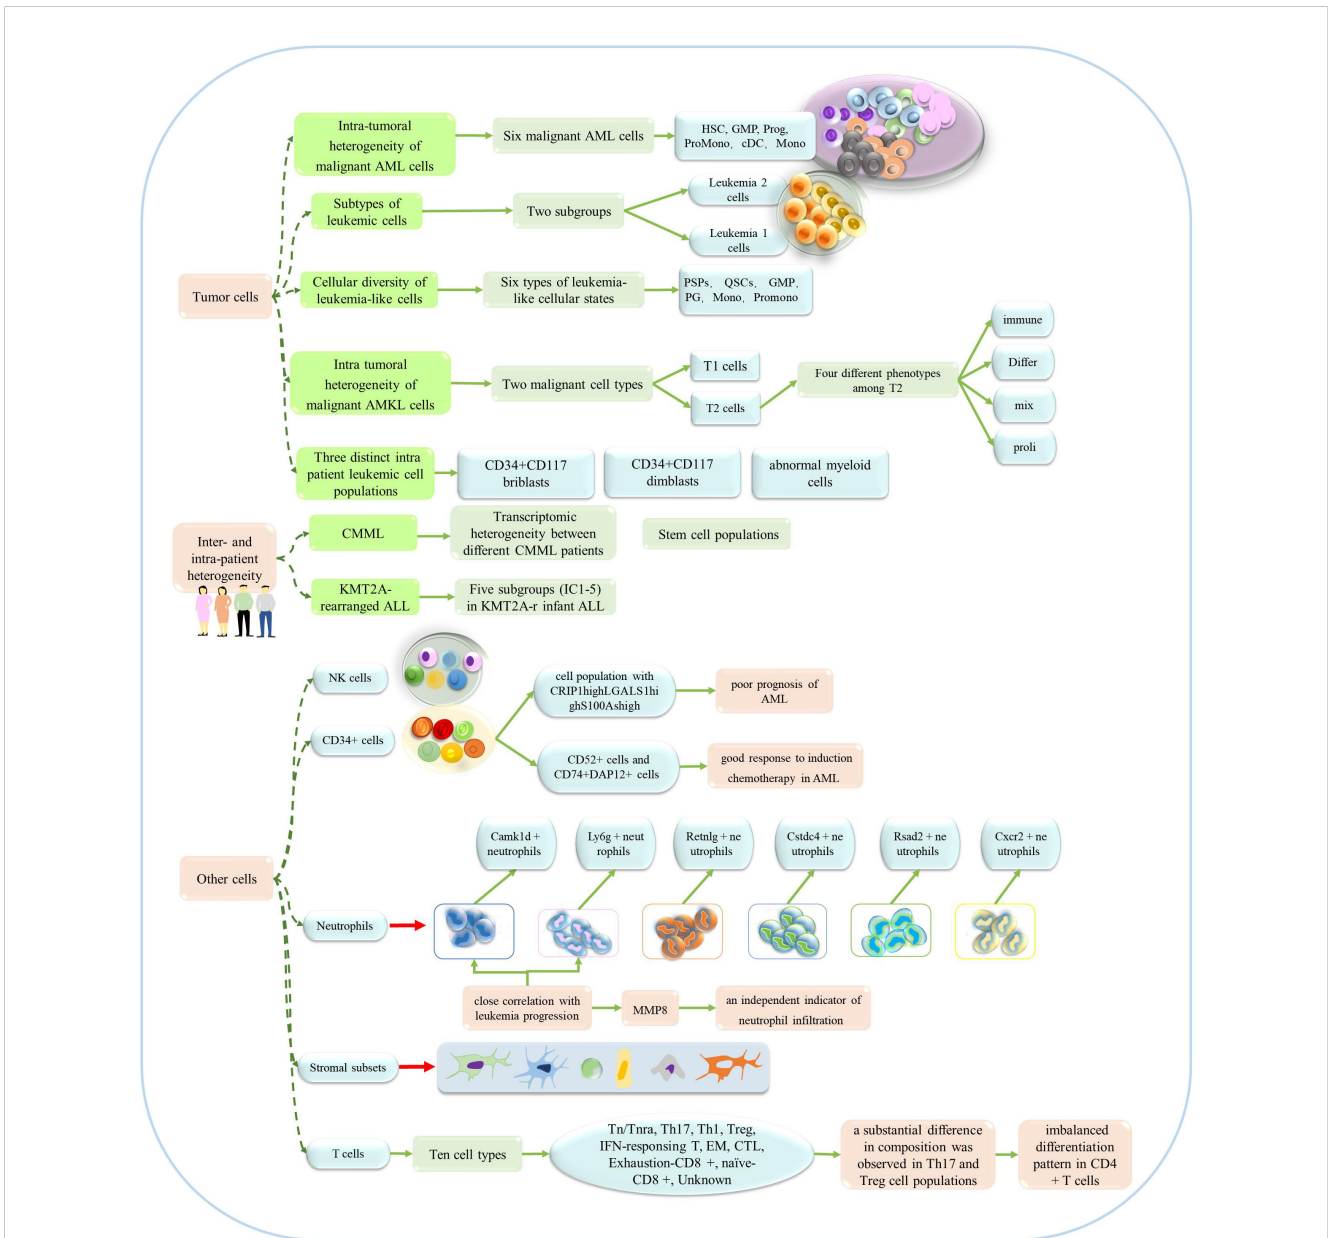 Intra-tumoral
heterogeneity of
malignant AML cells
Six malignant AML cells
HSC, GMP, Prog,
ProMono、cDC、Mono
Subtypes of
leukemic cells
Two subgroups
Leukemia 2
cells
Leukemia 1
cells
Tumor cells
Cellular diversity of
leukemia-like cells
Six types of leukemia-
like cellular states
PSPs、 QSCs、GMP、
PG、Mono、Promono
Intra tumoral
heterogeneity of
malignant AMKL cells
Two malignant cell types
T1 cells
T2 cells
Four different phenotypes
among T2
immune
Differ
mix
proli
Three distinct intra
patient leukemic cell
populations
CD34+CD117
briblasts
CD34+CD117
dimblasts
abnormal myeloid
cells
Inter- and
intra-patient
heterogeneity
CMML
Transcriptomic
heterogeneity between
different CMML patients
Stem cell populations
KMT2A-
rearranged ALL
Five subgroups (IC1-5)
in KMT2A-r infant ALL
NK cells
CD34+ cells
cell population with
CRIP1highLGALS1hi
ghS100Ashigh
poor prognosis of
AML
CD52+ cells and
CD74+DAP12+ cells
good response to induction
chemotherapy in AML
Other cells
Camk1d +
neutrophils
Ly6g + neut
rophils
Retnlg + ne
utrophils
Cstdc4 + ne
utrophils
Rsad2 + ne
utrophils
Cxcr2 + ne
utrophils
Neutrophils
close correlation with
leukemia progression
MMP8
an independent indicator of
neutrophil infiltration
Stromal subsets
T cells
Ten cell types
Tn/Tnra, Th17, Th1, Treg,
IFN-responsing T, EM, CTL,
Exhaustion-CD8 +, naïve-
CD8 +, Unknown
a substantial difference
in composition was
observed in Th17 and
Treg cell populations
imbalanced
differentiation
pattern in CD4
+ T cells